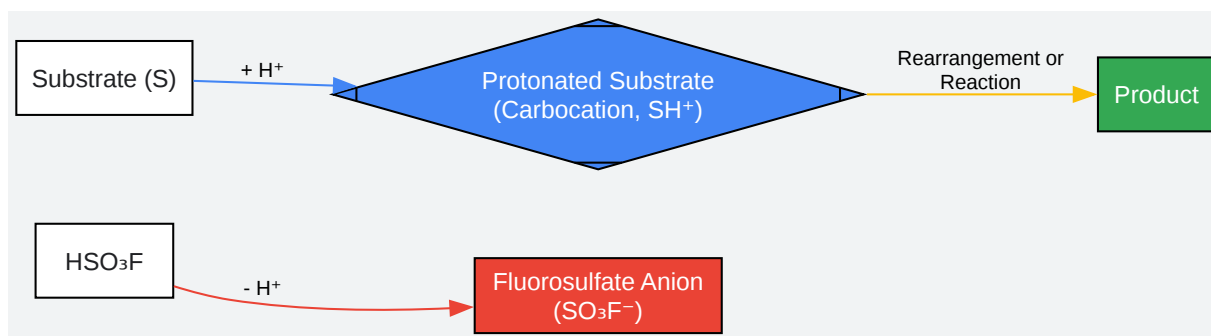 Substrate (S)
+ H⁺
Protonated Substrate
(Carbocation, SH⁺)
Rearrangement or
Reaction
Product
HSO₃F
- H⁺
Fluorosulfate Anion
(SO₃F⁻)